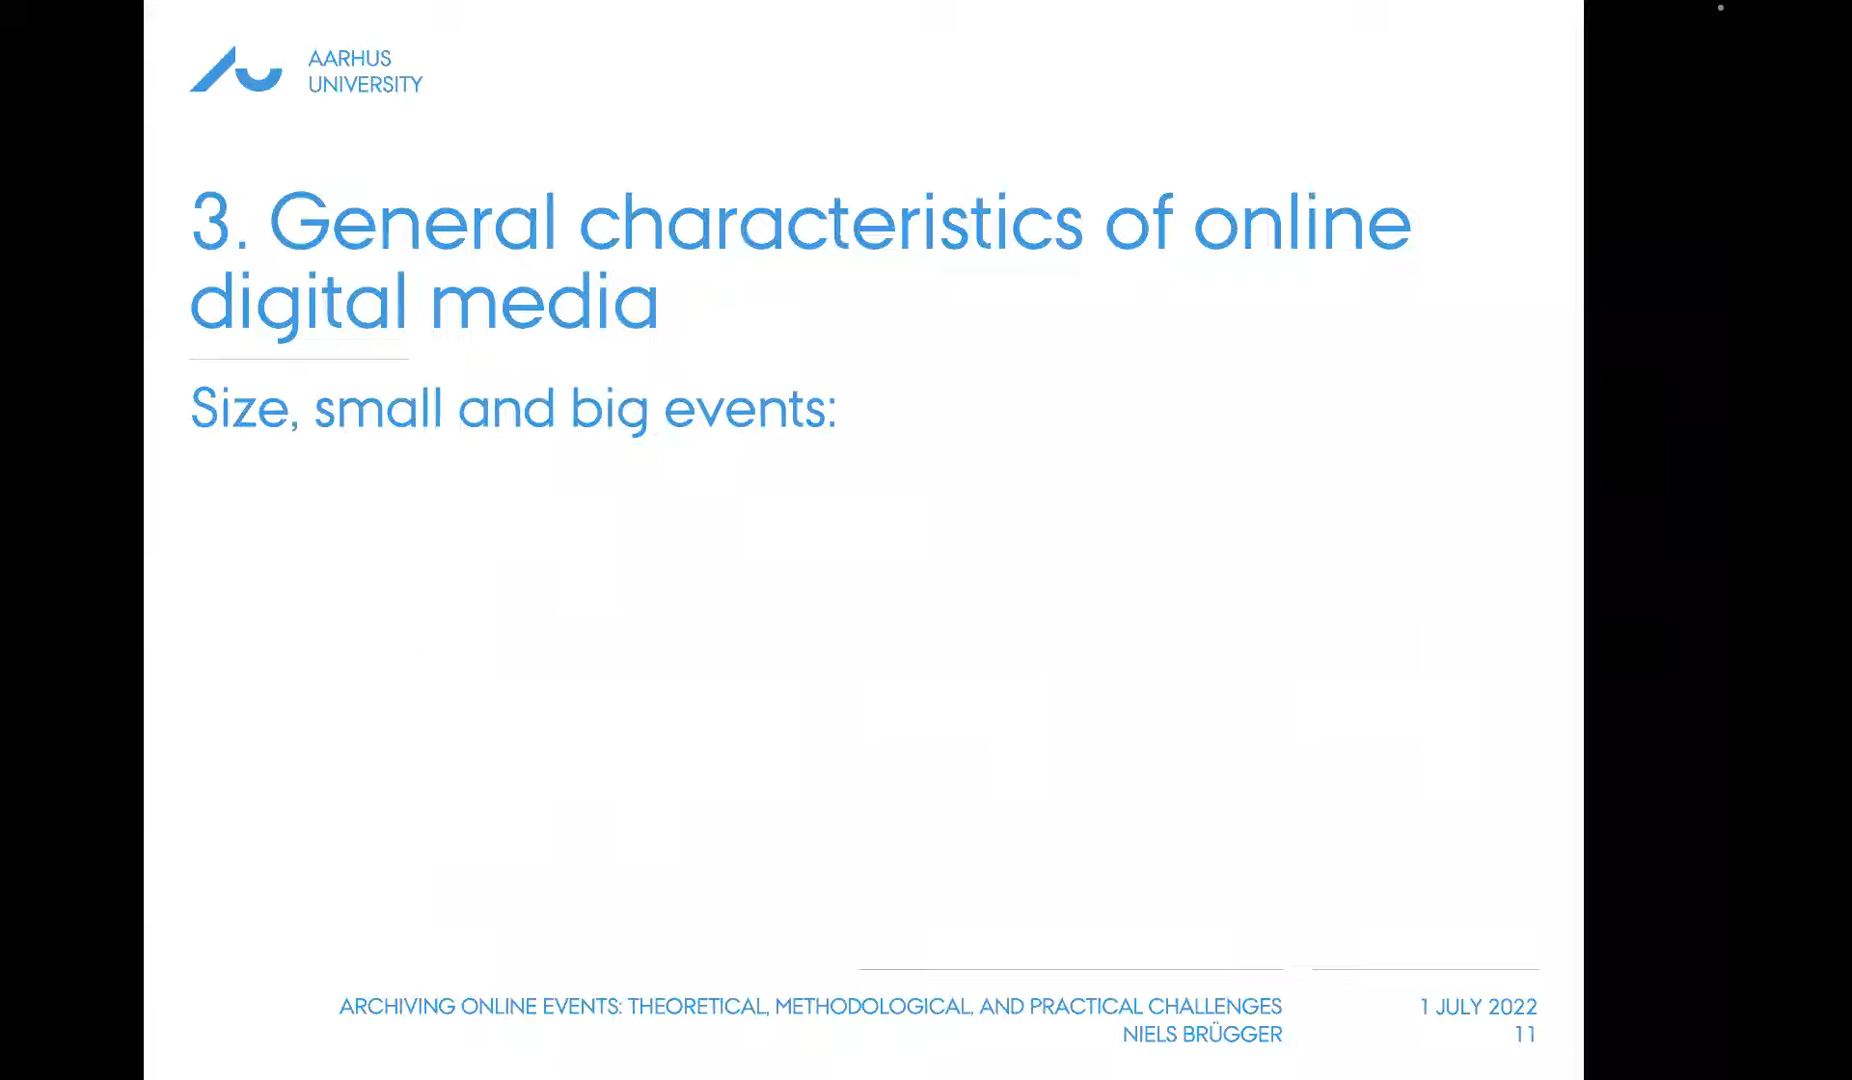 AARHUS
UNIVERSITY
3. General characteristics of online
digital media
Size, small and big events:
ARCHIVING ONLINE EVENTS: THEORETICAL, METHODOLOGICAL, AND PRACTICAL CHALLENGES
NIELS BRÜGGER
1 JULY 2022
11